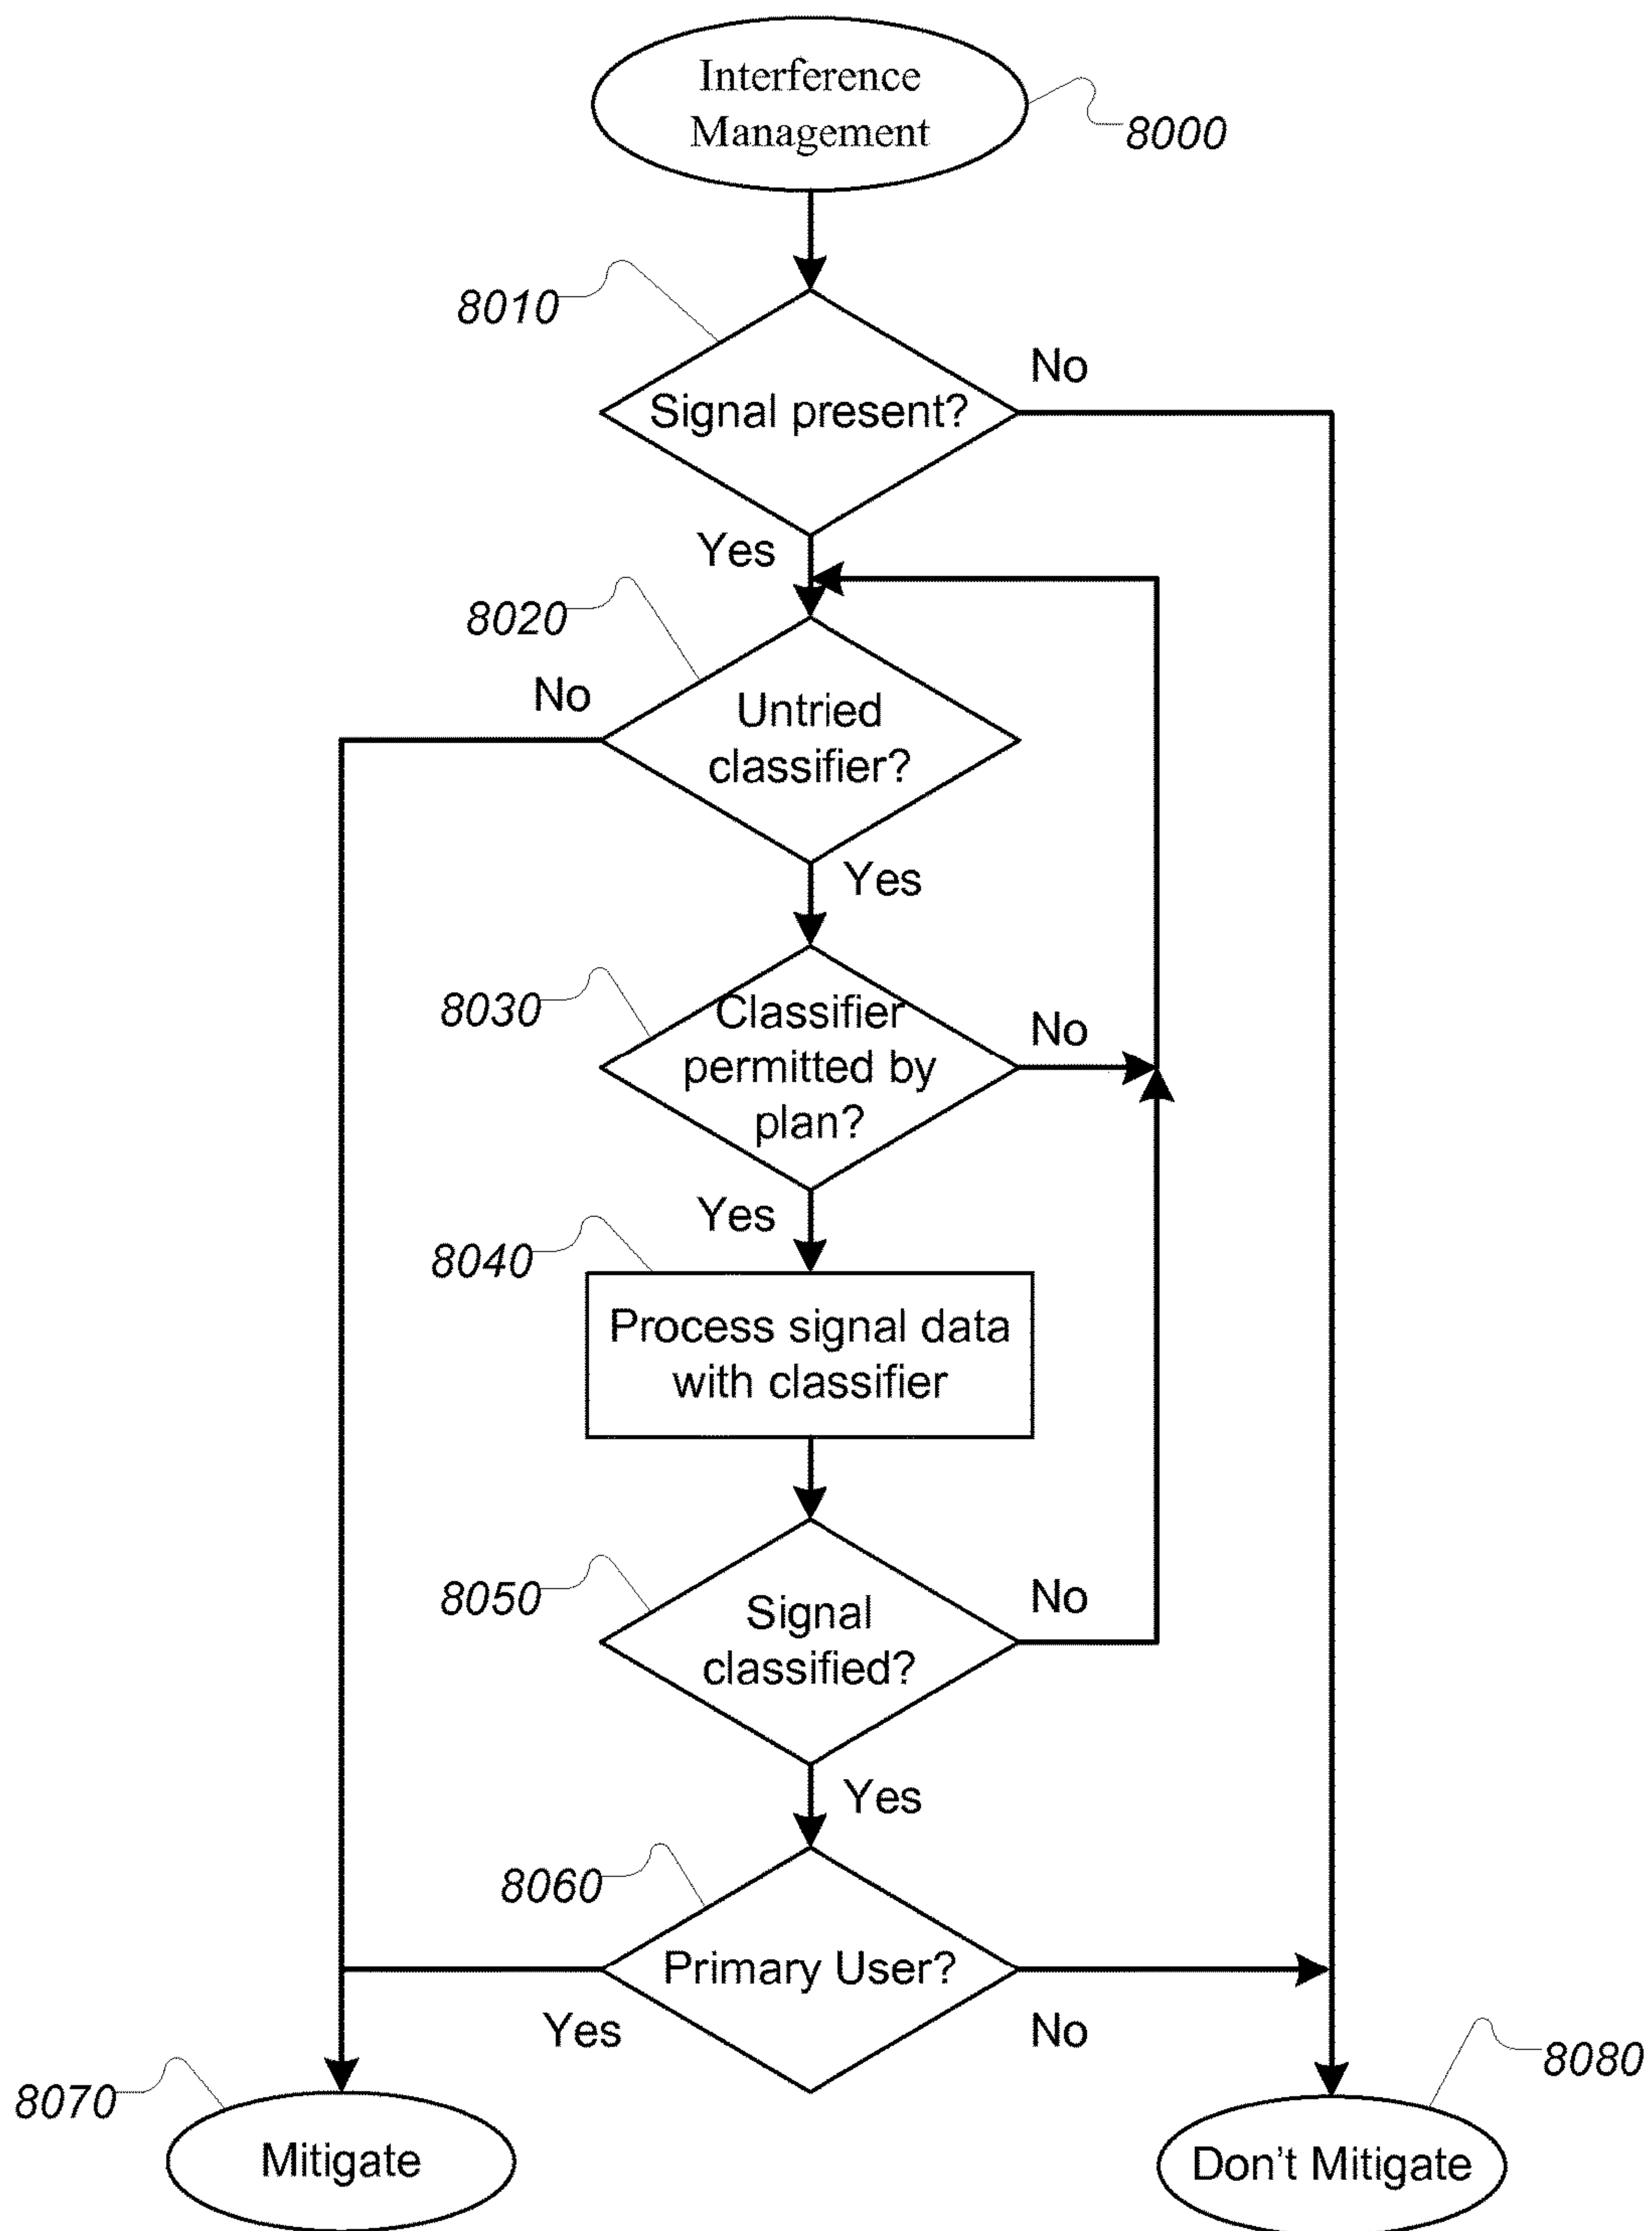 Interference
Management
8000
8010
No
Signal present?
Yes
8020
No
Untried
classifier?
Yes
8030
Classifier
permitted by
plan?
No
Yes
8040
Process signal data
with classifier
8050
Signal
classified?
No
Yes
8060
Primary User?
Yes
No
8070
8080
Mitigate
Don't Mitigate